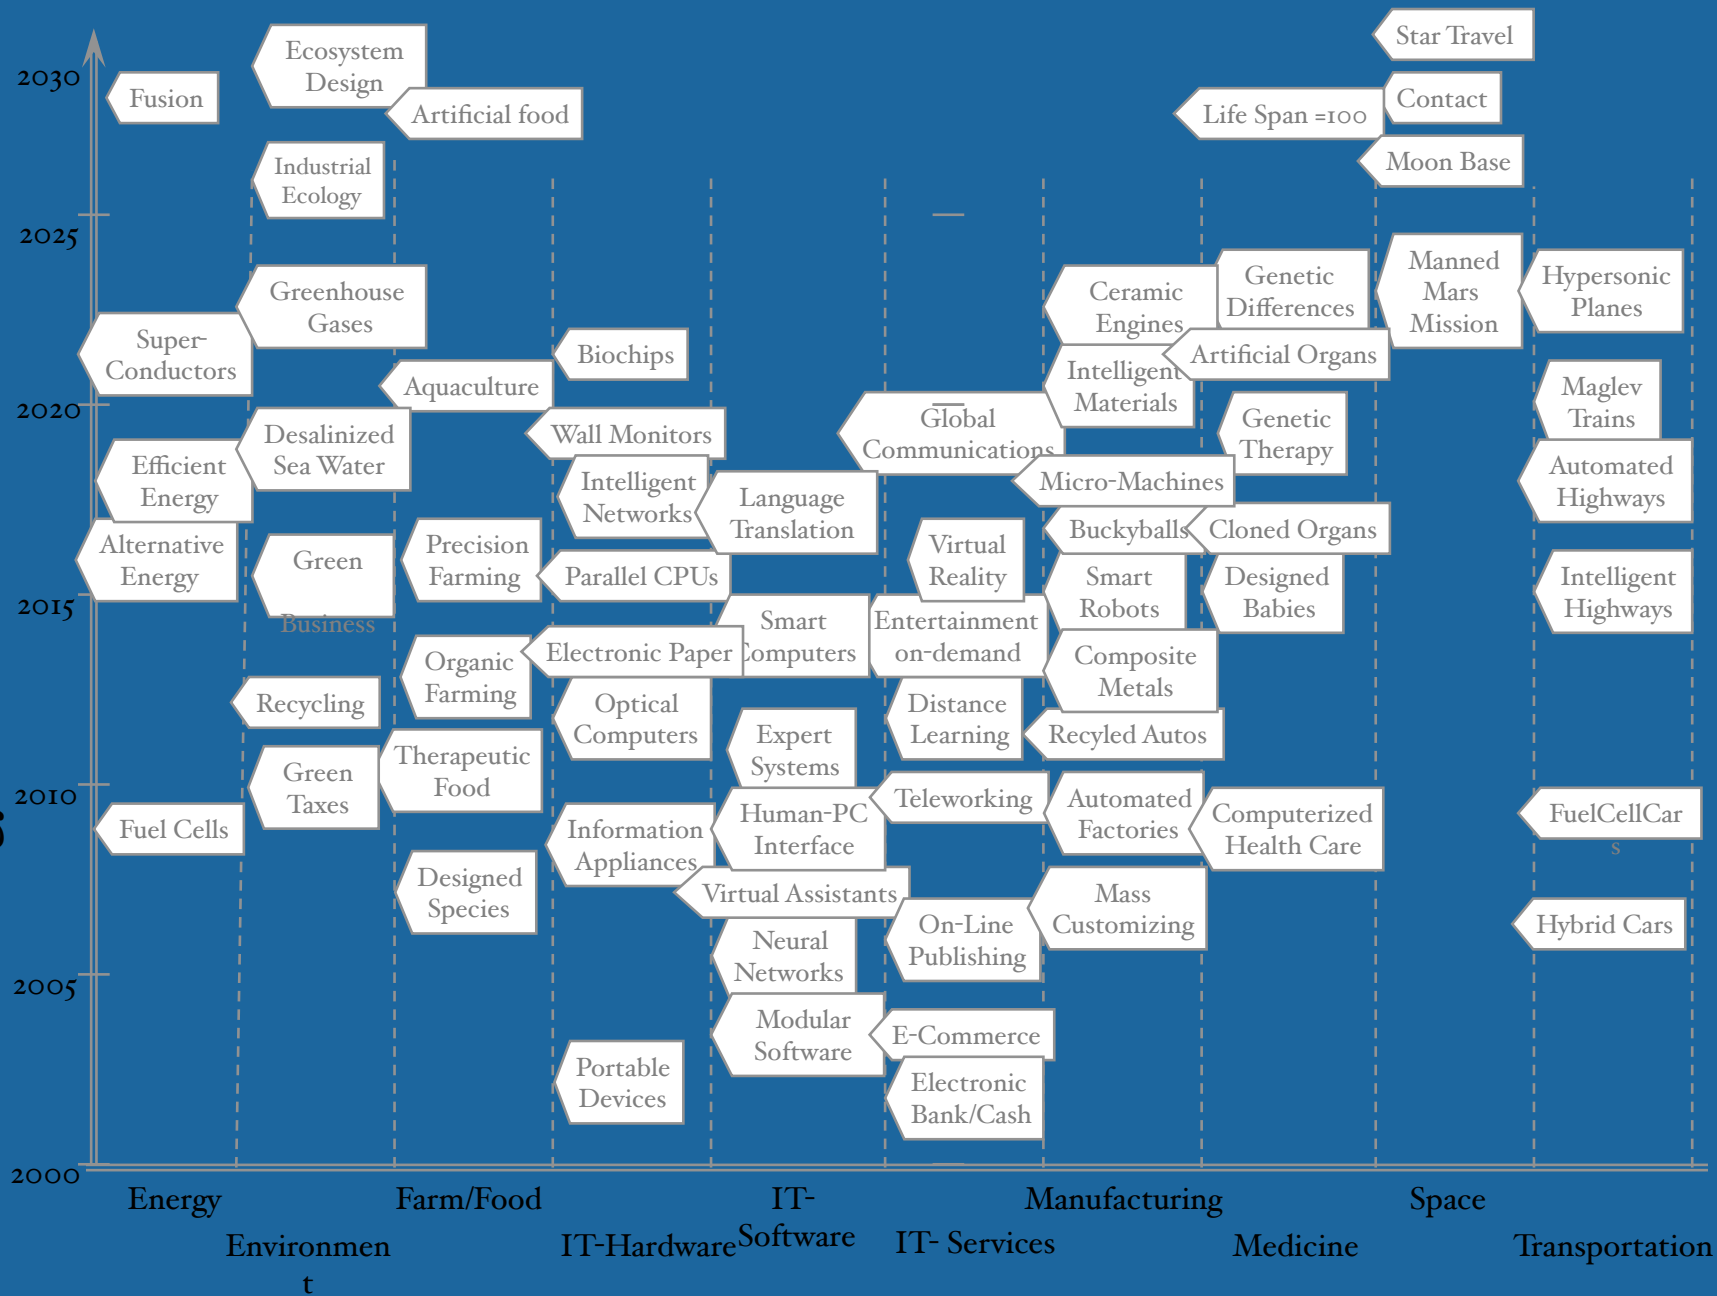 2030
2025
2020
2015
2010
2005
2000
Fusion
Super-
Conductors
Efficient
Energy
Alternative
Energy
Fuel Cells
Ecosystem
Design
Industrial
Ecology
Greenhouse
Gases
Desalinized
Sea Water
Green
Business
Recycling
Green
Taxes
Artificial food
Aquaculture
Precision
Farming
Organic
Farming
Therapeutic
Food
Designed
Species
Biochips
Wall Monitors
Intelligent
Networks
Parallel CPUs
Electronic Paper
Optical
Computers
Information
Appliances
Portable
Devices
Language
Translation
Smart
Computers
Expert
Systems
Human-PC
Interface
Virtual Assistants
Neural
Networks
Modular
Software
Global
Communications
Virtual
Reality
Entertainment
on-demand
Distance
Learning
Teleworking
On-Line
Publishing
E-Commerce
Electronic
Bank/Cash
Ceramic
Engines
Intelligent
Materials
Micro-Machines
Buckyballs
Smart
Robots
Composite
Metals
Recyled Autos
Automated
Factories
Mass
Customizing
Life Span =100
Genetic
Differences
Artificial Organs
Genetic
Therapy
Cloned Organs
Designed
Babies
Computerized
Health Care
Star Travel
Contact
Moon Base
Manned
Mars
Mission
Hypersonic
Planes
Maglev
Trains
Automated
Highways
Intelligent
Highways
FuelCellCar
s
Hybrid Cars
Energy
Environmen
t
Farm/Food
IT-Hardware
IT-
Software
IT- Services
Manufacturing
Medicine
Space
Transportation